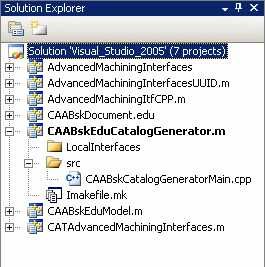 Solution Explorer
Solution 'Visual_Studio_2005' (7 projects)
AdvancedMachiningInterfaces
AdvancedMachiningInterfacesUUID.m
AdvancedMachiningItfCPP.m
CAABskDocument.edu
CAABskEduCatalogGenerator.m
LocalInterfaces
src
CAABskCatalogGeneratorMain.cpp
Imakefile.mk
CAABskEduModel.m
CATAdvancedMachiningInterfaces.m